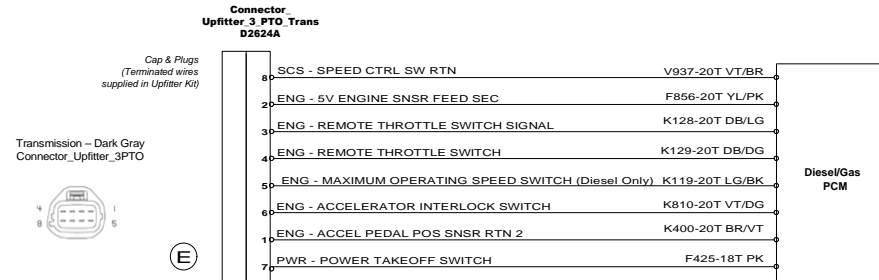 Connector_
Upfitter_3_PTO_Trans
D2624A
Cap & Plugs
(Terminated wires
supplied in Upfitter Kit)
8 SCS - SPEED CTRL SW RTN V937-20T VT/BR
2 ENG - 5V ENGINE SNSR FEED SEC F856-20T YL/PK
3 ENG - REMOTE THROTTLE SWITCH SIGNAL K128-20T DB/LG
4 ENG - REMOTE THROTTLE SWITCH K129-20T DB/DG
5 ENG - MAXIMUM OPERATING SPEED SWITCH (Diesel Only) K119-20T LG/BK
6 ENG - ACCELERATOR INTERLOCK SWITCH K810-20T VT/DG
1 ENG - ACCEL PEDAL POS SNSR RTN 2 K400-20T BR/VT
7 PWR - POWER TAKEOFF SWITCH F425-18T PK
Diesel/Gas
PCM
Transmission – Dark Gray
Connector_Upfitter_3PTO
4 1
8 5
E